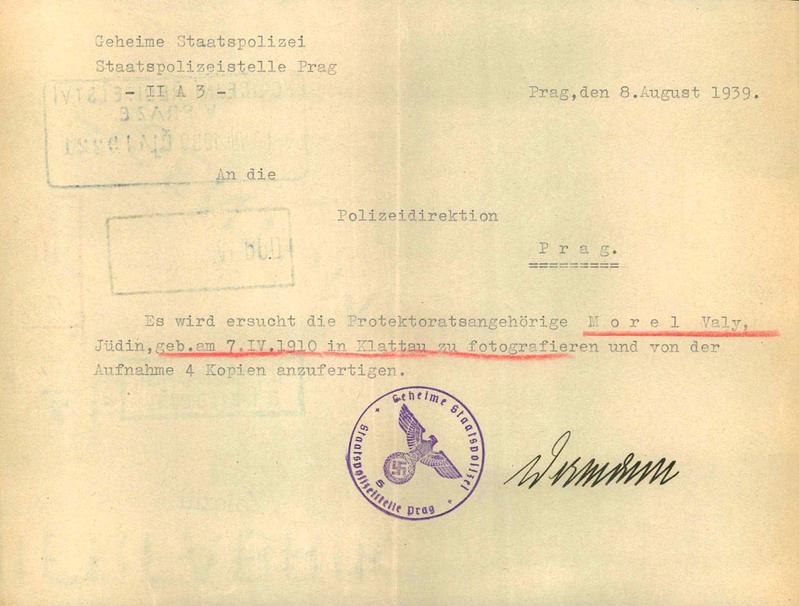 Geheime Staatspolizei
Staatspolizeistelle Prag
- II A 3 -
Prag,den 8.August 1939.
An die
Polizeidirektion
P r a g.
Es wird ersucht die Protektoratsangehörige M o r e l Valy,
Jüdin,geb.am 7.IV.1910 in Klattau zu fotografieren und von der
Aufnahme 4 Kopien anzufertigen.
Geheime Staatspolizei
Staatspolizeistelle Prag
5